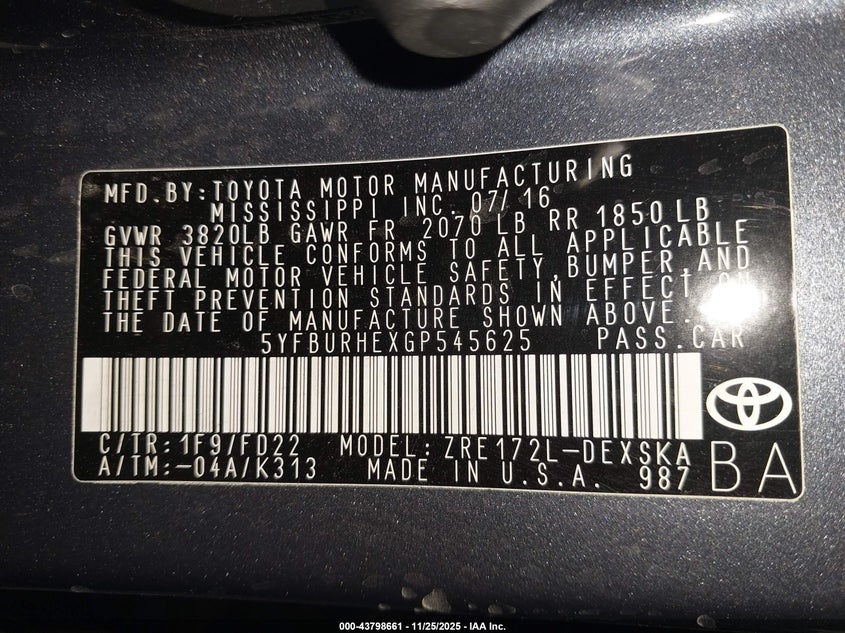 MFD.BY:TOYOTA MOTOR MANUFACTURING
MISSISSIPPI INC. 07/16
GVWR 3820LB GAWR FR 2070 LB RR 1850 LB
THIS VEHICLE CONFORMS TO ALL APPLICABLE
FEDERAL MOTOR VEHICLE SAFETY,BUMPER,AND
THEFT PREVENTION STANDARDS IN EFFECT ON
THE DATE OF MANUFACTURE SHOWN ABOVE.
5YFBURHEXGP545625 PASS.CAR
C/TR:1F9/FD22 MODEL:ZRE172L-DEXSKA
A/TM:-04A/K313 MADE IN U.S.A. 987
BA
000-43798661 - 11/25/2025 - IAA Inc.